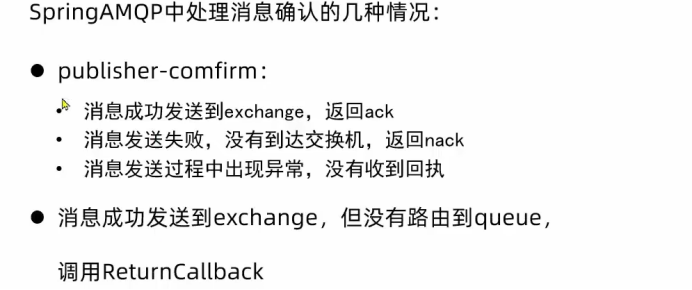 SpringAMQP中处理消息确认的几种情况：
● publisher-comfirm：
• 消息成功发送到exchange，返回ack
• 消息发送失败，没有到达交换机，返回nack
• 消息发送过程中出现异常，没有收到回执
● 消息成功发送到exchange，但没有路由到queue，
调用ReturnCallback